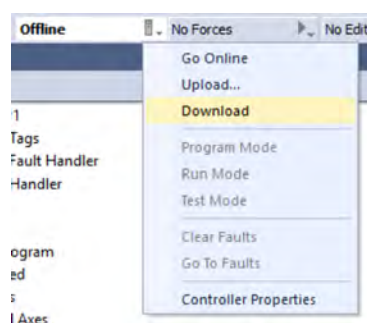 Offline No Forces No Edit
Go Online
Upload...
Download
Tags
Fault Handler
Handler
Program Mode
Run Mode
Test Mode
Clear Faults
Go To Faults
ogram
ed
s
Controller Properties
l Axes